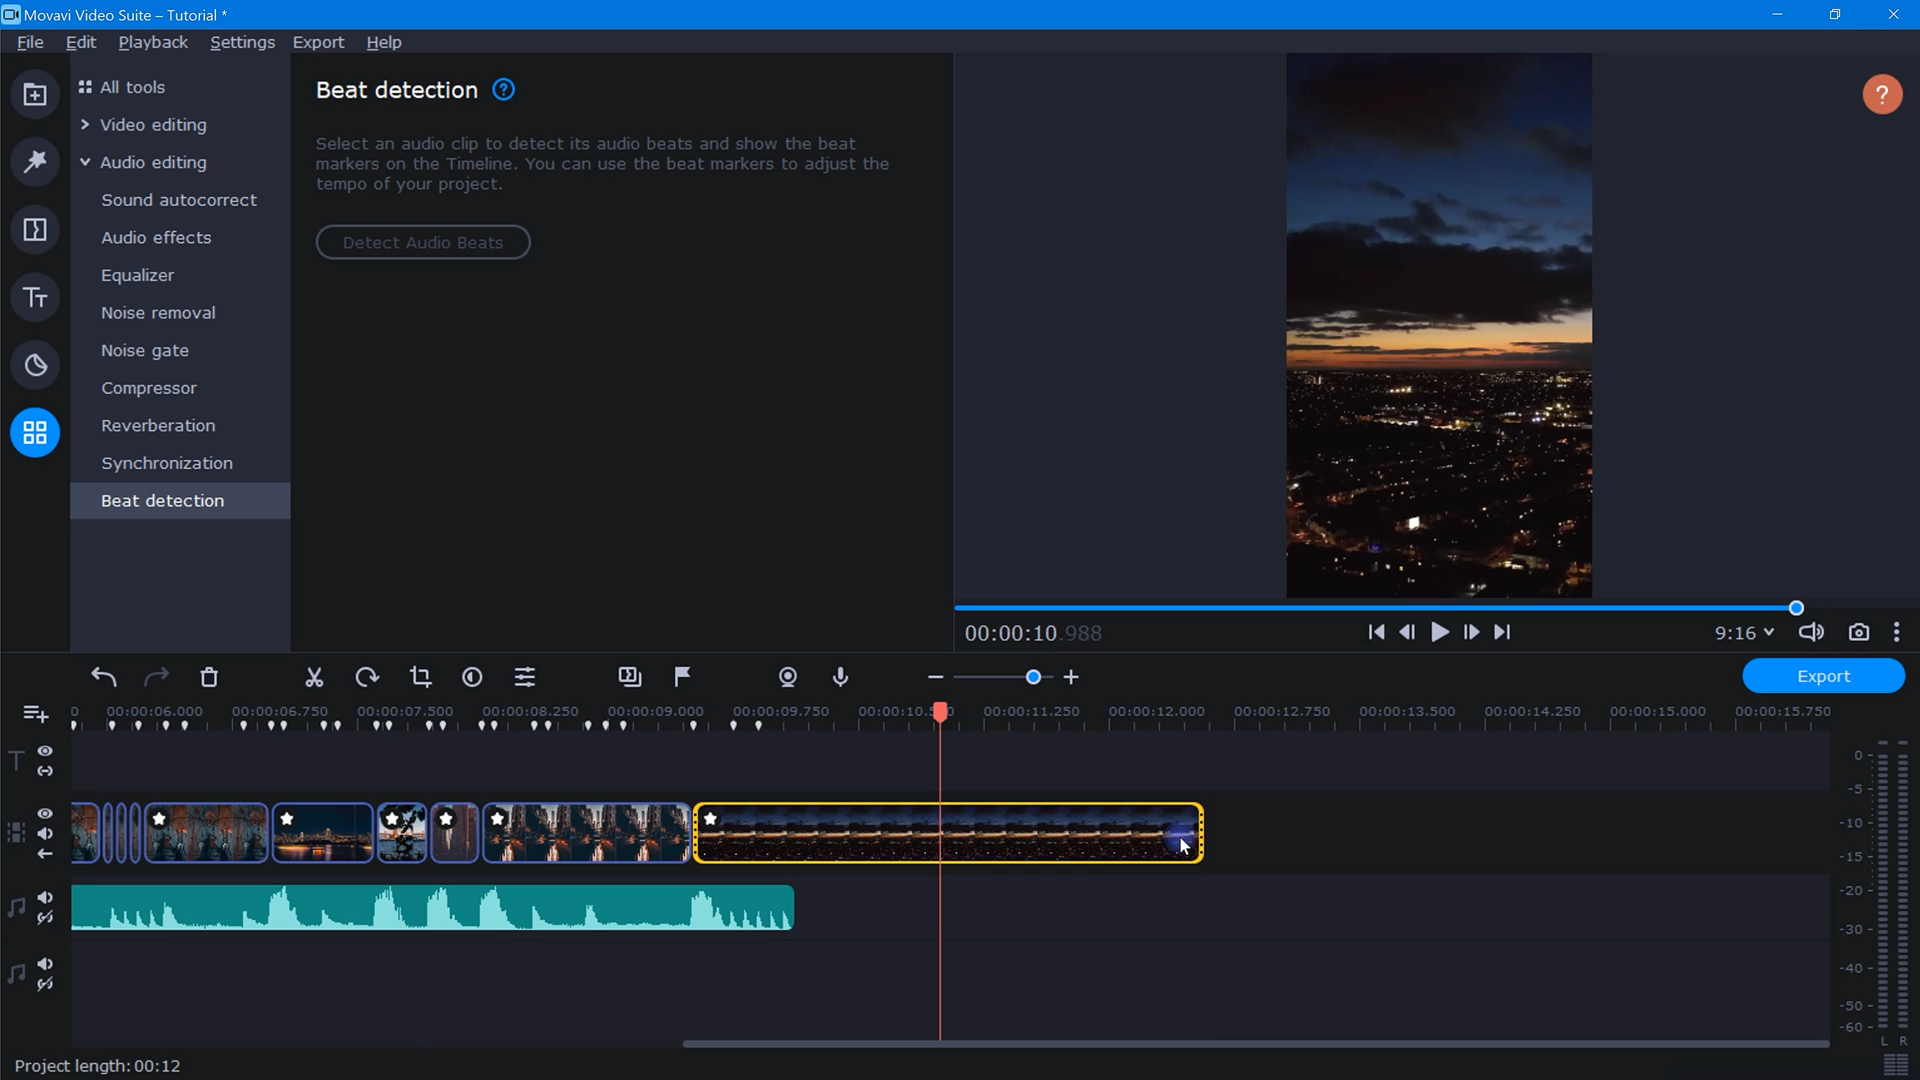 Movavi Video Suite – Tutorial *
File Edit Playback Settings Export Help
All tools
Video editing
Audio editing
Sound autocorrect
Audio effects
Equalizer
Noise removal
Noise gate
Compressor
Reverberation
Synchronization
Beat detection
Beat detection ?
Select an audio clip to detect its audio beats and show the beat
markers on the Timeline. You can use the beat markers to adjust the
tempo of your project.
Detect Audio Beats
?
00:00:10.988
9:16
Export
0 00:00:06.000 00:00:06.750 00:00:07.500 00:00:08.250 00:00:09.000 00:00:09.750 00:00:10.5 0 00:00:11.250 00:00:12.000 00:00:12.750 00:00:13.500 00:00:14.250 00:00:15.000 00:00:15.750
T
0
-5
-10
-15
-20
-30
-40
-50
-60
L R
Project length: 00:12